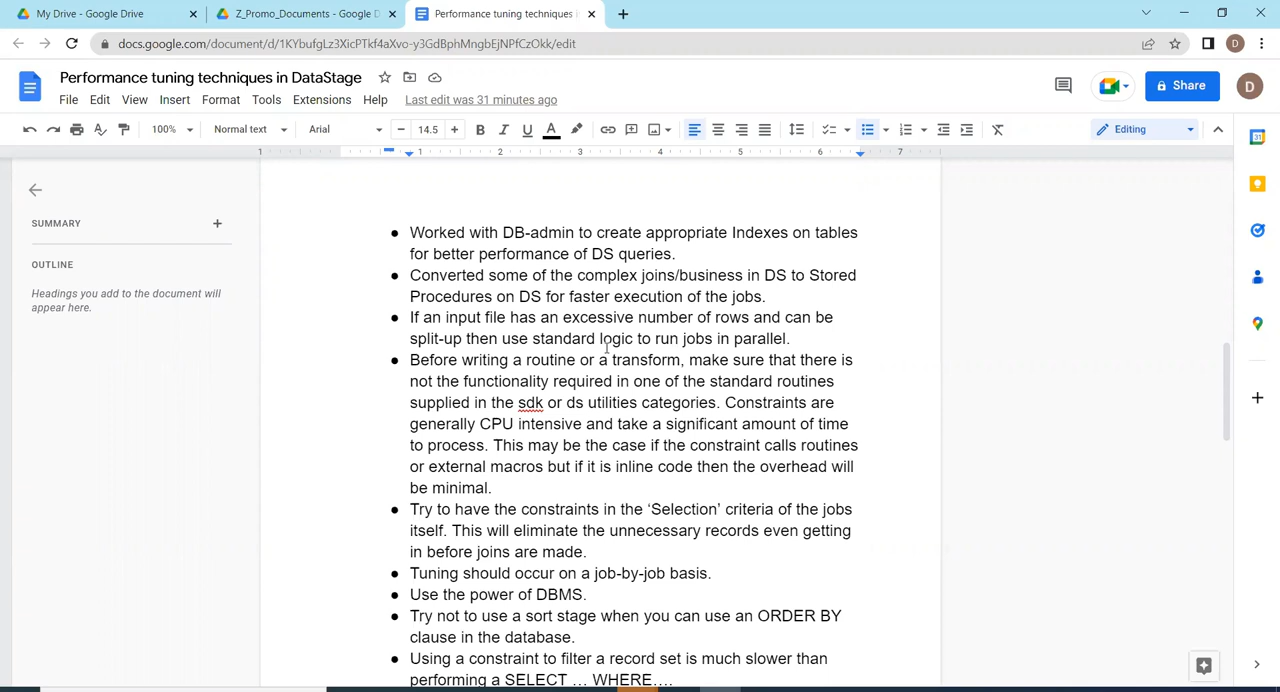 My Drive - Google Drive
Z_Promo_Documents - Google D
Performance tuning techniques i
docs.google.com/document/d/1KYbufgLz3XicPTkf4aXvo-y3GdBphMngbEjNPfCzOkk/edit
D
Performance tuning techniques in DataStage
File Edit View Insert Format Tools Extensions Help Last edit was 31 minutes ago
Share
D
100% Normal text Arial 14.5 B I U A Editing
1 1 2 3 4 5 6 7
31
SUMMARY
OUTLINE
Headings you add to the document will
appear here.
● Worked with DB-admin to create appropriate Indexes on tables
for better performance of DS queries.
● Converted some of the complex joins/business in DS to Stored
Procedures on DS for faster execution of the jobs.
● If an input file has an excessive number of rows and can be
split-up then use standard logic to run jobs in parallel.
● Before writing a routine or a transform, make sure that there is
not the functionality required in one of the standard routines
supplied in the sdk or ds utilities categories. Constraints are
generally CPU intensive and take a significant amount of time
to process. This may be the case if the constraint calls routines
or external macros but if it is inline code then the overhead will
be minimal.
● Try to have the constraints in the ‘Selection’ criteria of the jobs
itself. This will eliminate the unnecessary records even getting
in before joins are made.
● Tuning should occur on a job-by-job basis.
● Use the power of DBMS.
● Try not to use a sort stage when you can use an ORDER BY
clause in the database.
● Using a constraint to filter a record set is much slower than
performing a SELECT … WHERE….